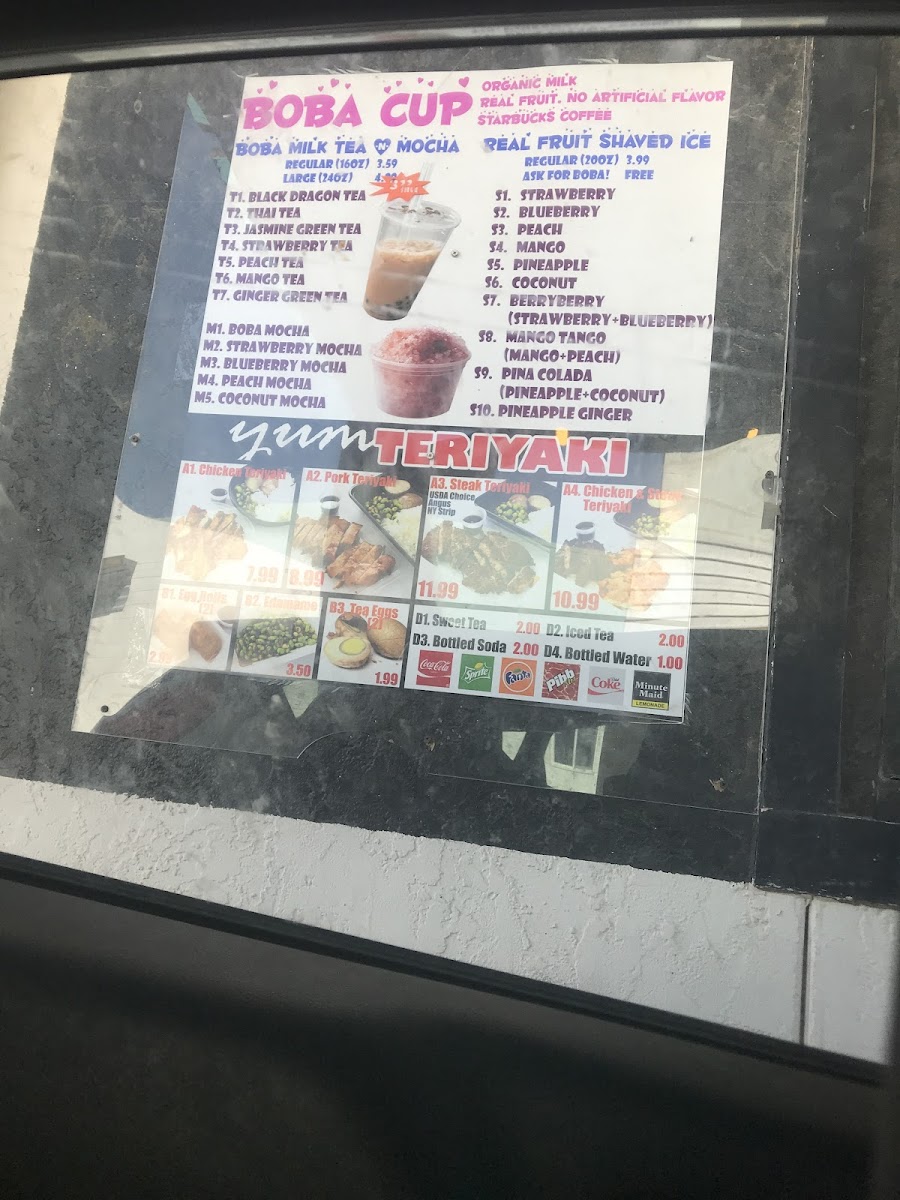 BOBA CUP
ORGANIC MILK
REAL FRUIT. NO ARTIFICIAL FLAVOR
STARBUCKS COFFEE
BOBA MILK TEA MOCHA
REGULAR (16OZ) 3.59
LARGE (24OZ)
T1. BLACK DRAGON TEA
T2. THAI TEA
T3. JASMINE GREEN TEA
T4. STRAWBERRY TEA
T5. PEACH TEA
T6. MANGO TEA
T7. GINGER GREEN TEA
M1. BOBA MOCHA
M2. STRAWBERRY MOCHA
M3. BLUEBERRY MOCHA
M4. PEACH MOCHA
M5. COCONUT MOCHA
REAL FRUIT SHAVED ICE
REGULAR (20OZ) 3.99
ASK FOR BOBA! FREE
S1. STRAWBERRY
S2. BLUEBERRY
S3. PEACH
S4. MANGO
S5. PINEAPPLE
S6. COCONUT
S7. BERRYBERRY
(STRAWBERRY+BLUEBERRY)
S8. MANGO TANGO
(MANGO+PEACH)
S9. PINA COLADA
(PINEAPPLE+COCONUT)
S10. PINEAPPLE GINGER
yum TERIYAKI
A1. Chicken Teriyaki
7.99
A2. Pork Teriyaki
8.99
A3. Steak Teriyaki
USDA Choice
Angus
NY Strip
11.99
A4. Chicken & Steak
Teriyaki
10.99
B1. Egg Rolls
(2)
B2. Edamame
3.50
B3. Tea Eggs
(2)
1.99
D1. Sweet Tea 2.00
D2. Iced Tea 2.00
D3. Bottled Soda 2.00
D4. Bottled Water 1.00
Coca-Cola
Sprite
Fanta
Pibb
Coke
Minute
Maid
LEMONADE